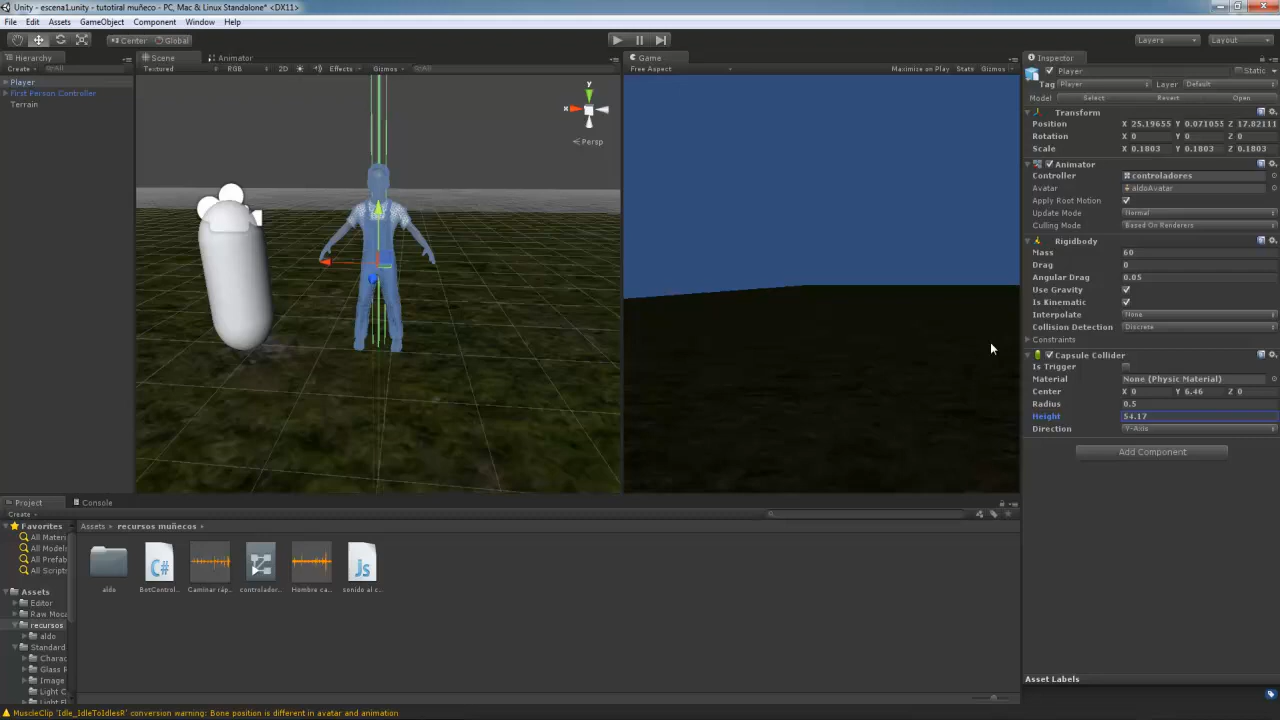 Unity - escena1.unity - tutotiral muñeco - PC, Mac & Linux Standalone* <DX11>
File Edit Assets GameObject Component Window Help
Center Global Layers Layout
Hierarchy Scene Animator Game Inspector
Create All Textured RGB 2D Effects Gizmos All Free Aspect Maximize on Play Stats Gizmos
Player
First Person Controller
Terrain
y
x
Persp
Player Static
Tag Player Layer Default
Model Select Revert Open
Transform
Position X 25.19655 Y 0.071055 Z 17.82111
Rotation X 0 Y 0 Z 0
Scale X 0.1803 Y 0.1803 Z 0.1803
Animator
Controller controladores
Avatar aldoAvatar
Apply Root Motion
Update Mode Normal
Culling Mode Based On Renderers
Rigidbody
Mass 60
Drag 0
Angular Drag 0.05
Use Gravity
Is Kinematic
Interpolate None
Collision Detection Discrete
Constraints
Capsule Collider
Is Trigger
Material None (Physic Material)
Center X 0 Y 6.46 Z 0
Radius 0.5
Height 54.17
Direction Y-Axis
Add Component
Project Console
Create
Favorites
All Materi
All Models
All Prefab
All Scripts
Assets
Editor
Raw Moca
recursos
aldo
Standard
Charac
Glass R
Image
Light C
Light Fl
Assets recursos muñecos
aldo BotControl... Caminar ráp... controlador... Hombre ca... sonido al c...
Asset Labels
MuscleClip 'Idle_IdleToIdlesR' conversion warning: Bone position is different in avatar and animation